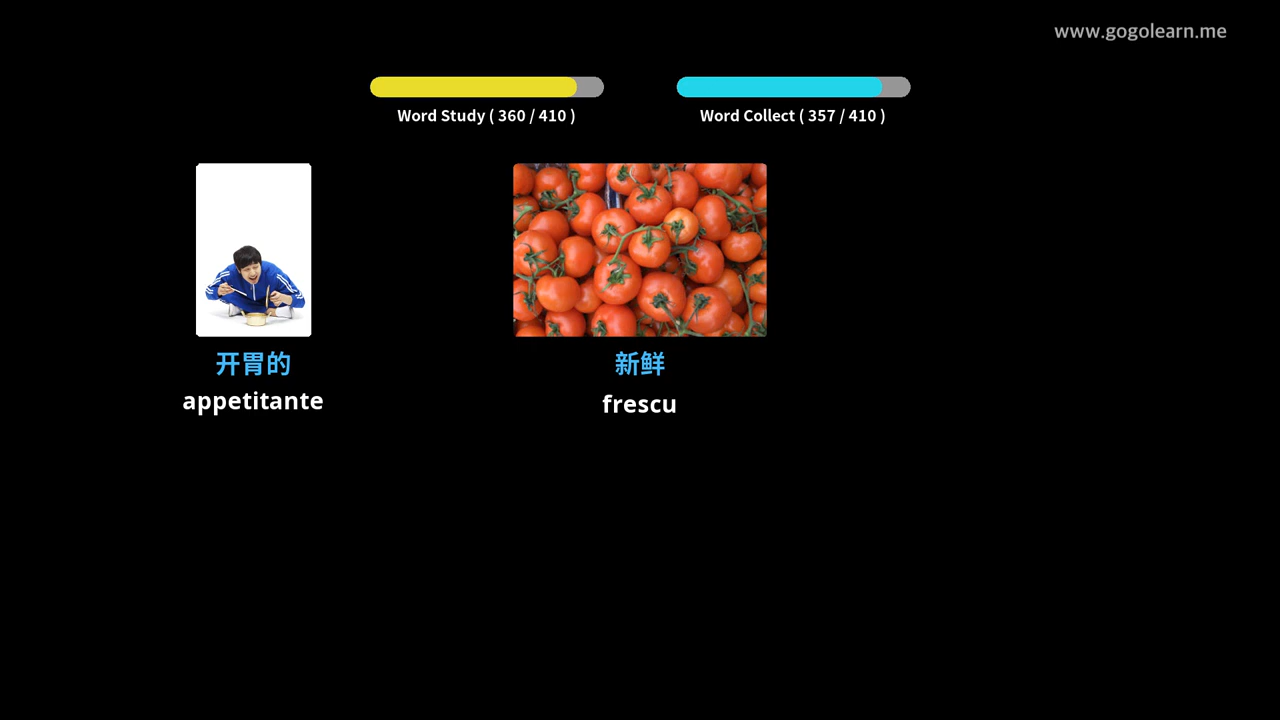 www.gogolearn.me
Word Study ( 360 / 410 )
Word Collect ( 357 / 410 )
开胃的
appetitante
新鲜
frescu